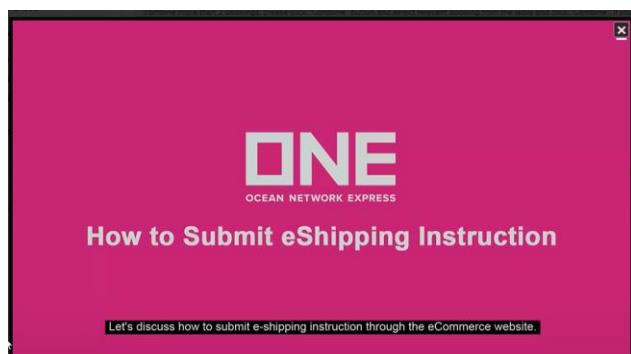 ONE
OCEAN NETWORK EXPRESS
How to Submit eShipping Instruction
Let's discuss how to submit e-shipping instruction through the eCommerce website.